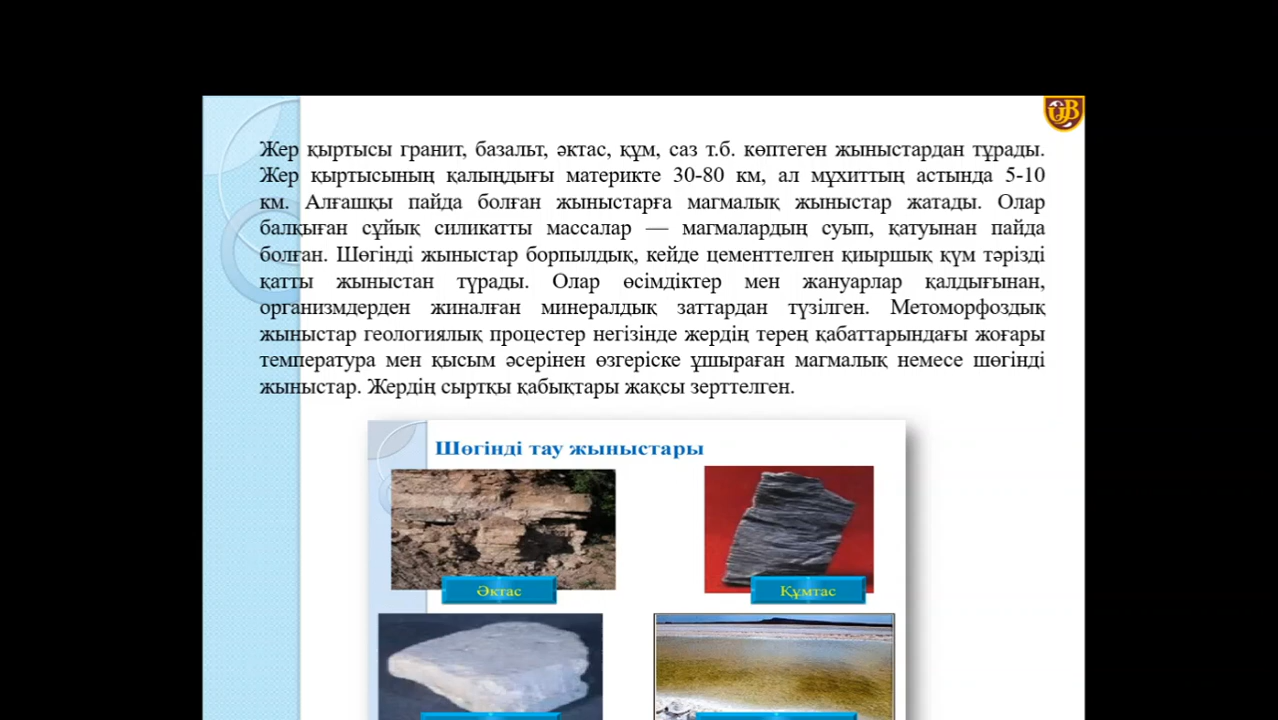 Жер қыртысы гранит, базальт, әктас, құм, саз т.б. көптеген жыныстардан тұрады.
Жер қыртысының қалыңдығы материкте 30-80 км, ал мұхиттың астында 5-10
км. Алғашқы пайда болған жыныстарға магмалық жыныстар жатады. Олар
балқыған сұйық силикатты массалар — магмалардың суып, қатуынан пайда
болған. Шөгінді жыныстар борпылдық, кейде цементтелген қиыршық құм тәрізді
қатты жыныстан тұрады. Олар өсімдіктер мен жануарлар қалдығынан,
организмдерден жиналған минералдық заттардан түзілген. Метоморфоздық
жыныстар геологиялық процестер негізінде жердің терең қабаттарындағы жоғары
температура мен қысым әсерінен өзгеріске ұшыраған магмалық немесе шөгінді
жыныстар. Жердің сыртқы қабықтары жақсы зерттелген.
Шөгінді тау жыныстары
Әктас
Құмтас